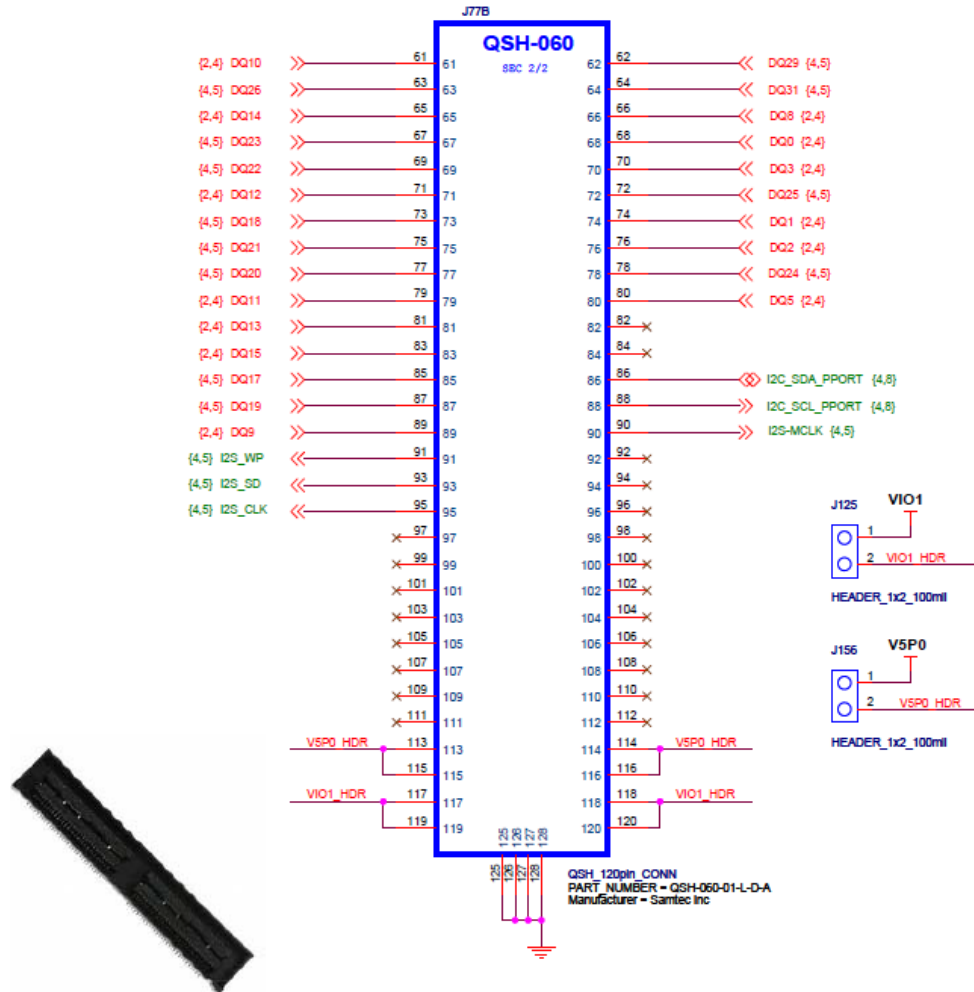 J77B
QSH-060
SEC 2/2
{2,4} DQ10 61 61 62 62 DQ29 {4,5}
{4,5} DQ26 63 63 64 64 DQ31 {4,5}
{2,4} DQ14 65 65 66 66 DQ8 {2,4}
{4,5} DQ23 67 67 68 68 DQ0 {2,4}
{4,5} DQ22 69 69 70 70 DQ3 {2,4}
{2,4} DQ12 71 71 72 72 DQ25 {4,5}
{4,5} DQ18 73 73 74 74 DQ1 {2,4}
{4,5} DQ21 75 75 76 76 DQ2 {2,4}
{4,5} DQ20 77 77 78 78 DQ24 {4,5}
{2,4} DQ11 79 79 80 80 DQ5 {2,4}
{2,4} DQ13 81 81 82 82
{2,4} DQ15 83 83 84 84
{4,5} DQ17 85 85 86 86 I2C_SDA_PPORT {4,8}
{4,5} DQ19 87 87 88 88 I2C_SCL_PPORT {4,8}
{2,4} DQ9 89 89 90 90 I2S-MCLK {4,5}
{4,5} I2S_WP 91 91 92 92
{4,5} I2S_SD 93 93 94 94
{4,5} I2S_CLK 95 95 96 96
97 97 98 98
99 99 100 100
101 101 102 102
103 103 104 104
105 105 106 106
107 107 108 108
109 109 110 110
111 111 112 112
V5P0_HDR 113 113 114 114 V5P0_HDR
115 115 116 116
VIO1_HDR 117 117 118 118 VIO1_HDR
119 119 120 120
125 126 127 128
125 126 127 128
QSH_120pin_CONN
PART_NUMBER = QSH-060-01-L-D-A
Manufacturer = Samtec Inc
J125 VIO1
1
2 VIO1_HDR
HEADER_1x2_100mil
J156 V5P0
1
2 V5P0_HDR
HEADER_1x2_100mil